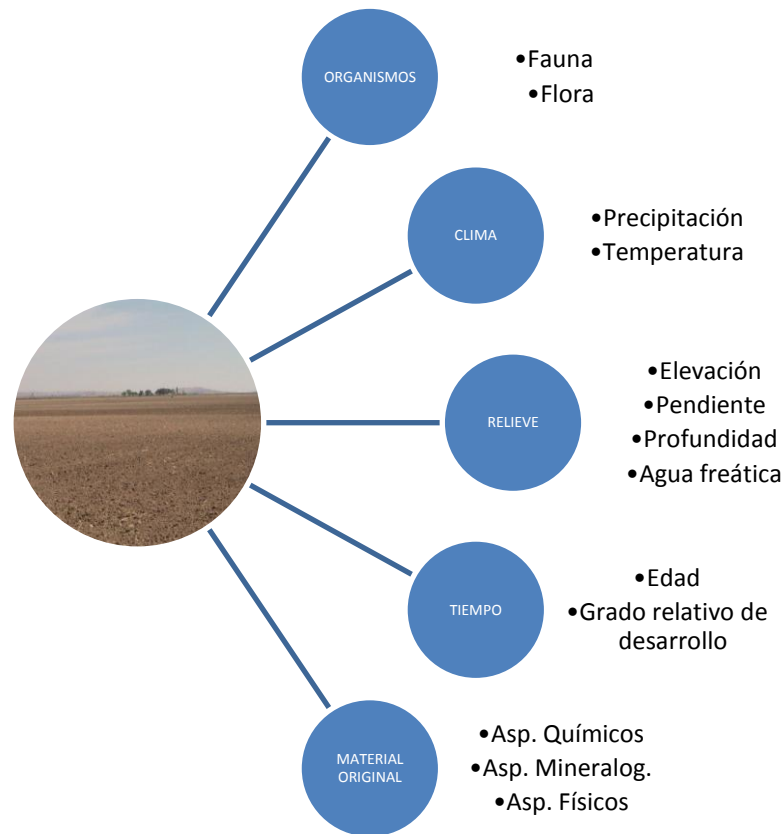 ORGANISMOS
•Fauna
•Flora
CLIMA
•Precipitación
•Temperatura
RELIEVE
•Elevación
•Pendiente
•Profundidad
•Agua freática
TIEMPO
•Edad
•Grado relativo de
desarrollo
MATERIAL
ORIGINAL
•Asp. Químicos
•Asp. Mineralog.
•Asp. Físicos